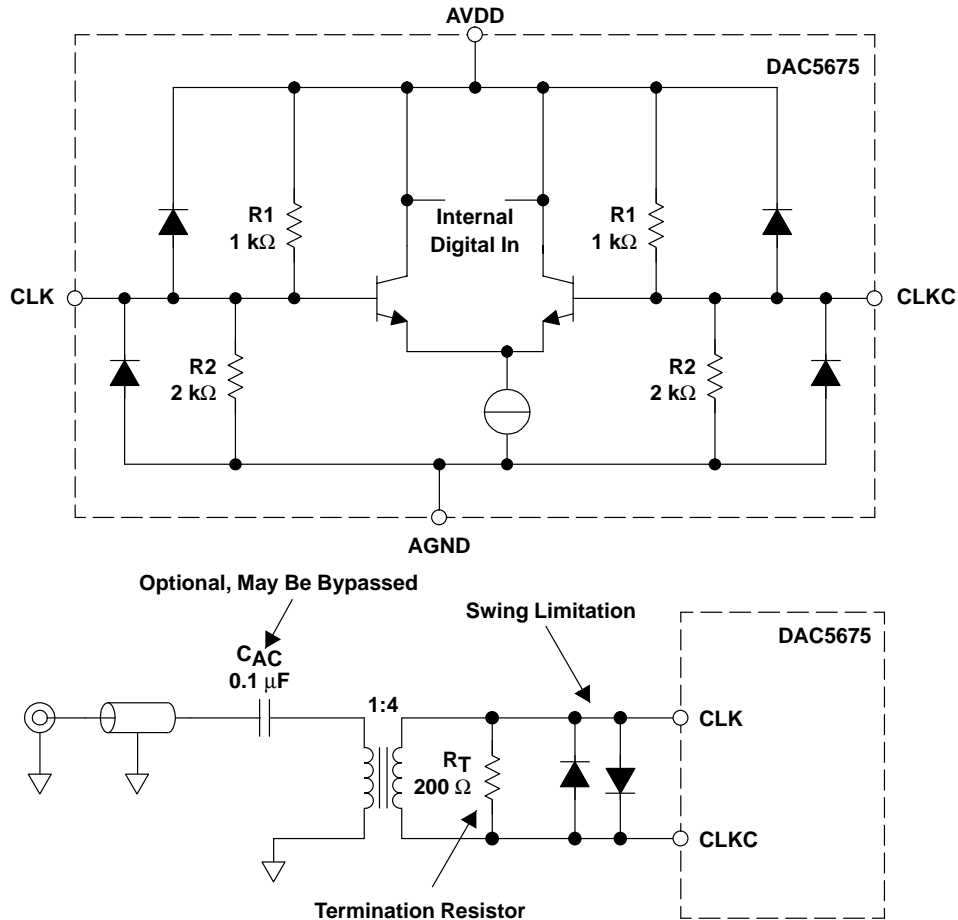 AVDD
DAC5675
R1
1 kΩ
Internal
Digital In
R1
1 kΩ
CLK
CLKC
R2
2 kΩ
R2
2 kΩ
AGND
Optional, May Be Bypassed
Swing Limitation
DAC5675
CAC
0.1 μF
1:4
CLK
RT
200 Ω
CLKC
Termination Resistor